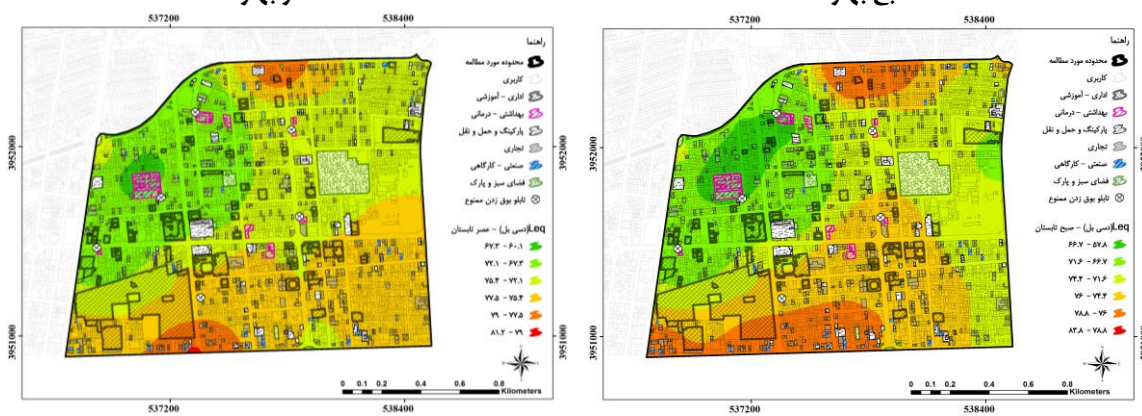 537200 538400
راهنما
محدوده مورد مطالعه
کاربری
اداری - آموزشی
بهداشتی - درمانی
پارکینگ و حمل و نقل
تجاری
صنعتی - کارگاهی
فضای سبز و پارک
تابلو بوق زدن ممنوع
Leq(دسی بل) - عصر تابستان
۶۷.۳ - ۶۰.۱
۷۲.۱ - ۶۷.۳
۷۵.۴ - ۷۲.۱
۷۷.۵ - ۷۵.۴
۷۹ - ۷۷.۵
۸۱.۲ - ۷۹
3952000
3951000
0 0.1 0.2 0.4 0.6 0.8
Kilometers
537200 538400
537200 538400
راهنما
محدوده مورد مطالعه
کاربری
اداری - آموزشی
بهداشتی - درمانی
پارکینگ و حمل و نقل
تجاری
صنعتی - کارگاهی
فضای سبز و پارک
تابلو بوق زدن ممنوع
Leq(دسی بل) - صبح تابستان
۶۶.۷ - ۵۷.۸
۷۱.۶ - ۶۶.۷
۷۴.۴ - ۷۱.۶
۷۶ - ۷۴.۴
۷۸.۸ - ۷۶
۸۳.۸ - ۷۸.۸
3952000
3951000
0 0.1 0.2 0.4 0.6 0.8
Kilometers
537200 538400